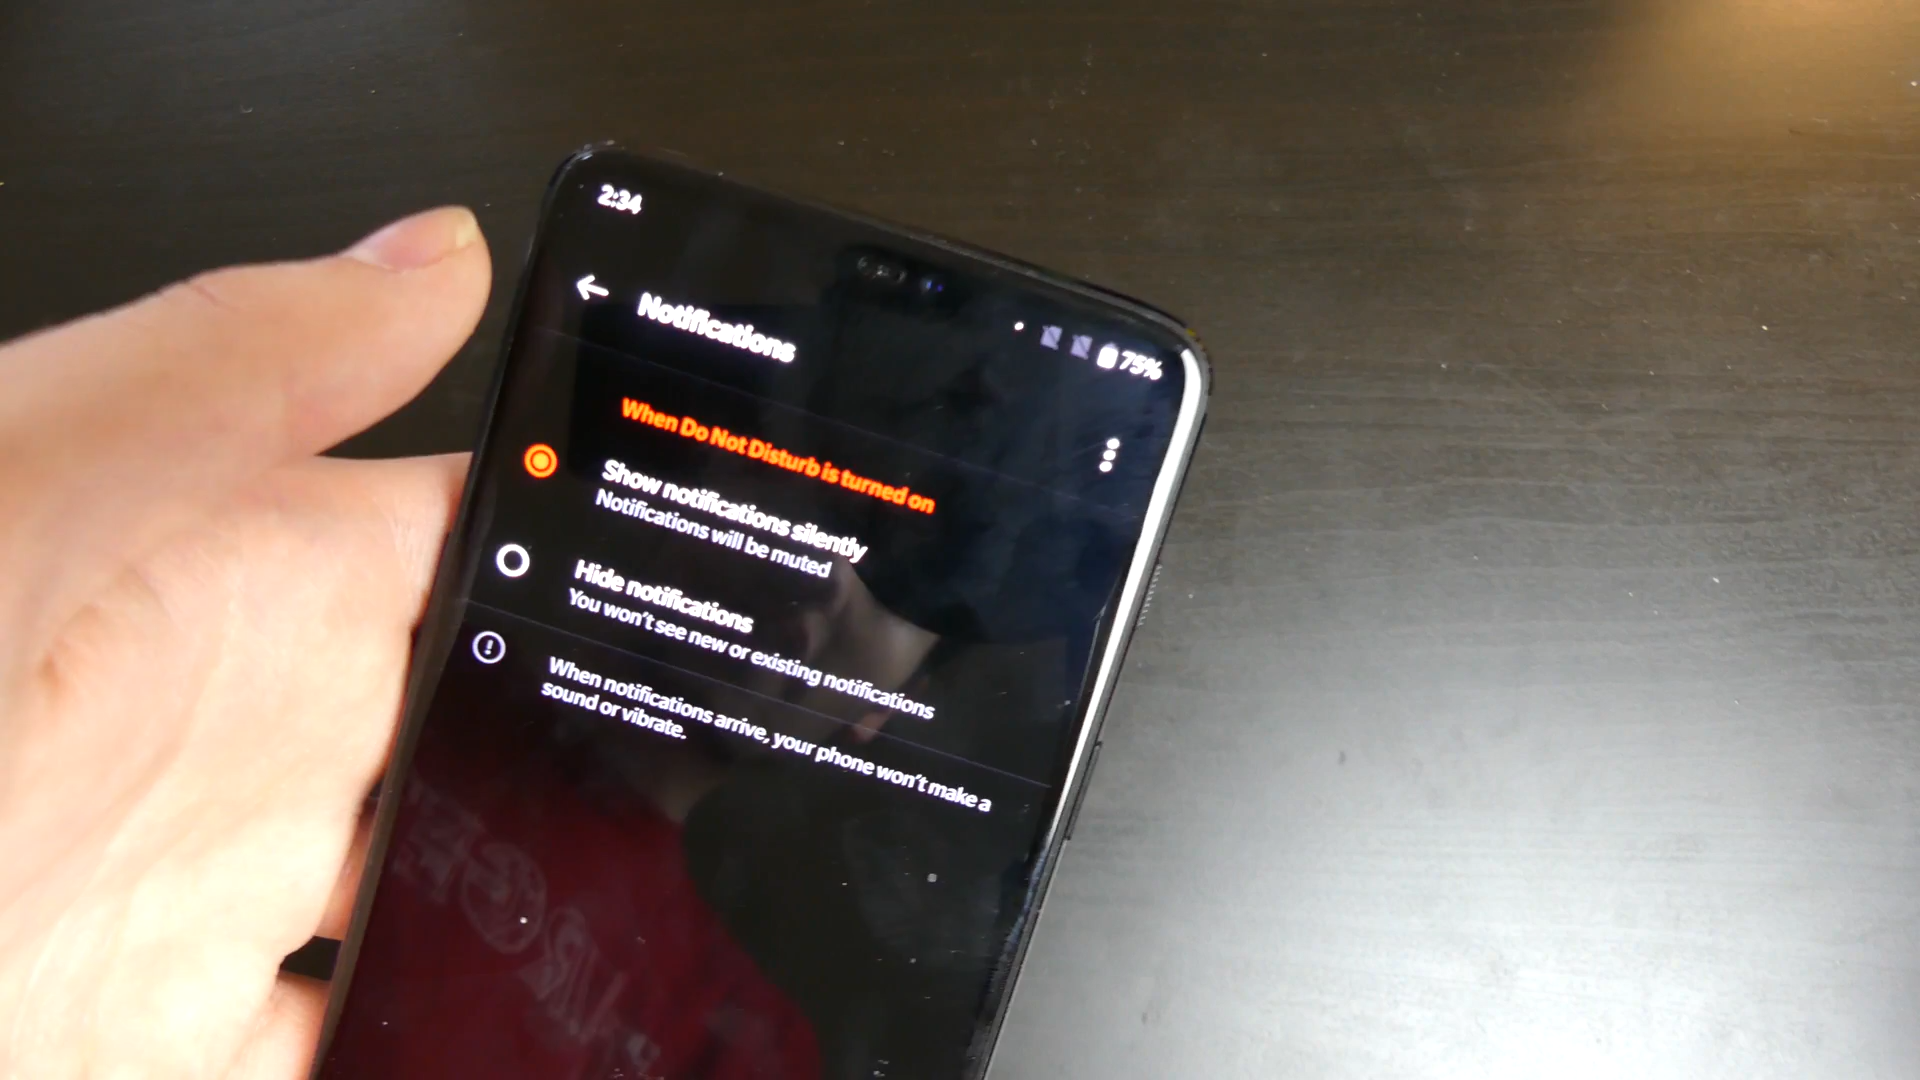 2:34
75%
Notifications
When Do Not Disturb is turned on
Show notifications silently
Notifications will be muted
Hide notifications
You won't see new or existing notifications
When notifications arrive, your phone won't make a
sound or vibrate.